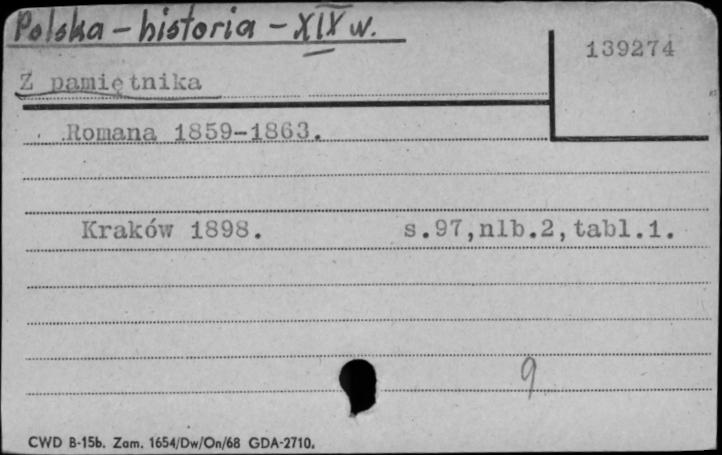 Polska - historia - XIX w.
139274
Z pamiętnika
Romana 1859-1863.
Kraków 1898. s.97,nlb.2,tabl.1.
9
CWD B-15b. Zam. 1654/Dw/On/68 GDA-2710.